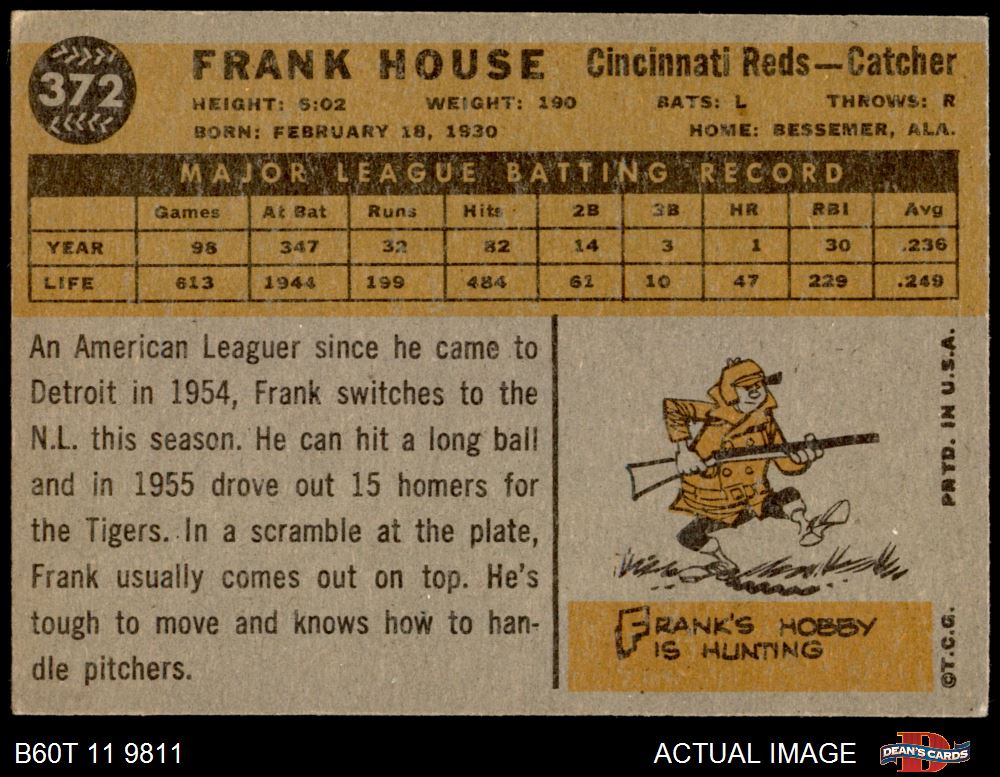 372
FRANK HOUSE Cincinnati Reds—Catcher
HEIGHT: 6:02 WEIGHT: 190 BATS: L THROWS: R
BORN: FEBRUARY 18, 1930 HOME: BESSEMER, ALA.
MAJOR LEAGUE BATTING RECORD
Games At Bat Runs Hits 2B 3B HR RBI Avg
YEAR 98 347 32 82 14 3 1 30 .236
LIFE 613 1944 199 484 61 10 47 229 .249
An American Leaguer since he came to
Detroit in 1954, Frank switches to the
N.L. this season. He can hit a long ball
and in 1955 drove out 15 homers for
the Tigers. In a scramble at the plate,
Frank usually comes out on top. He's
tough to move and knows how to han-
dle pitchers.
FRANK'S HOBBY
IS HUNTING
©T.C.G. PRTD. IN U.S.A.
B60T 11 9811 ACTUAL IMAGE DEAN'S CARDS